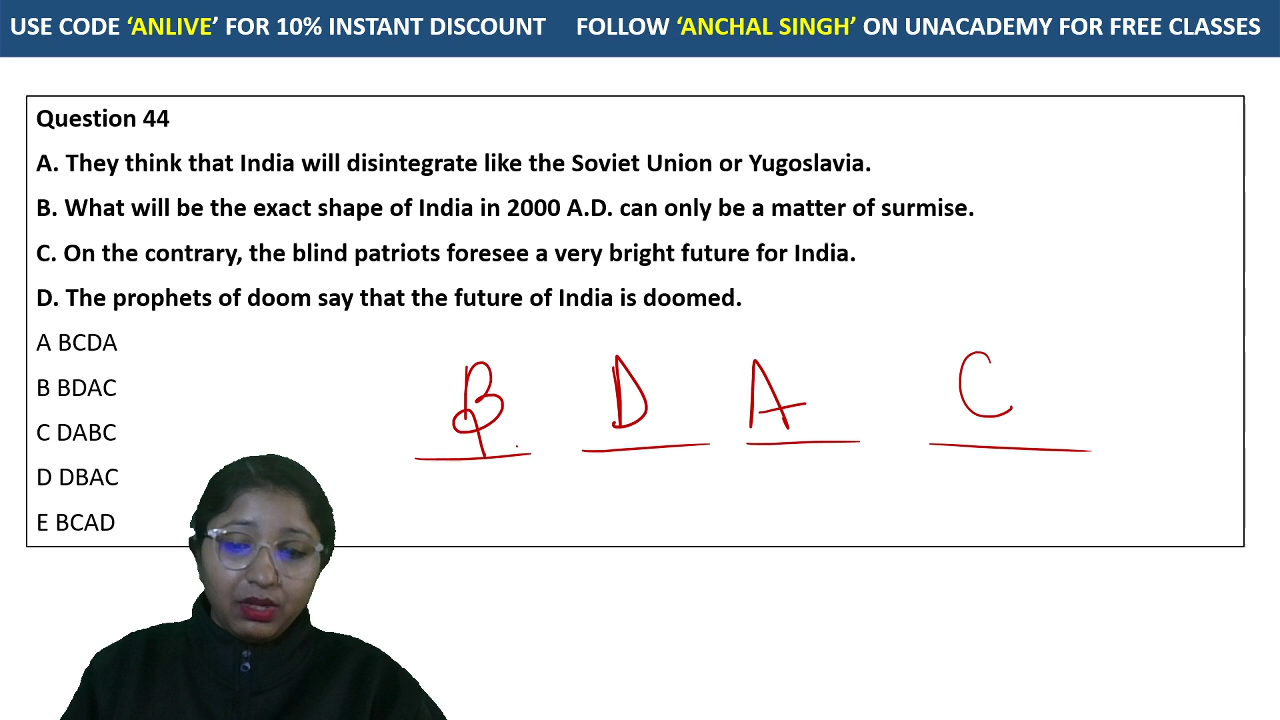 USE CODE ‘ANLIVE’ FOR 10% INSTANT DISCOUNT FOLLOW ‘ANCHAL SINGH’ ON UNACADEMY FOR FREE CLASSES
Question 44
A. They think that India will disintegrate like the Soviet Union or Yugoslavia.
B. What will be the exact shape of India in 2000 A.D. can only be a matter of surmise.
C. On the contrary, the blind patriots foresee a very bright future for India.
D. The prophets of doom say that the future of India is doomed.
A BCDA
B BDAC
C DABC
D DBAC
E BCAD
B D A C